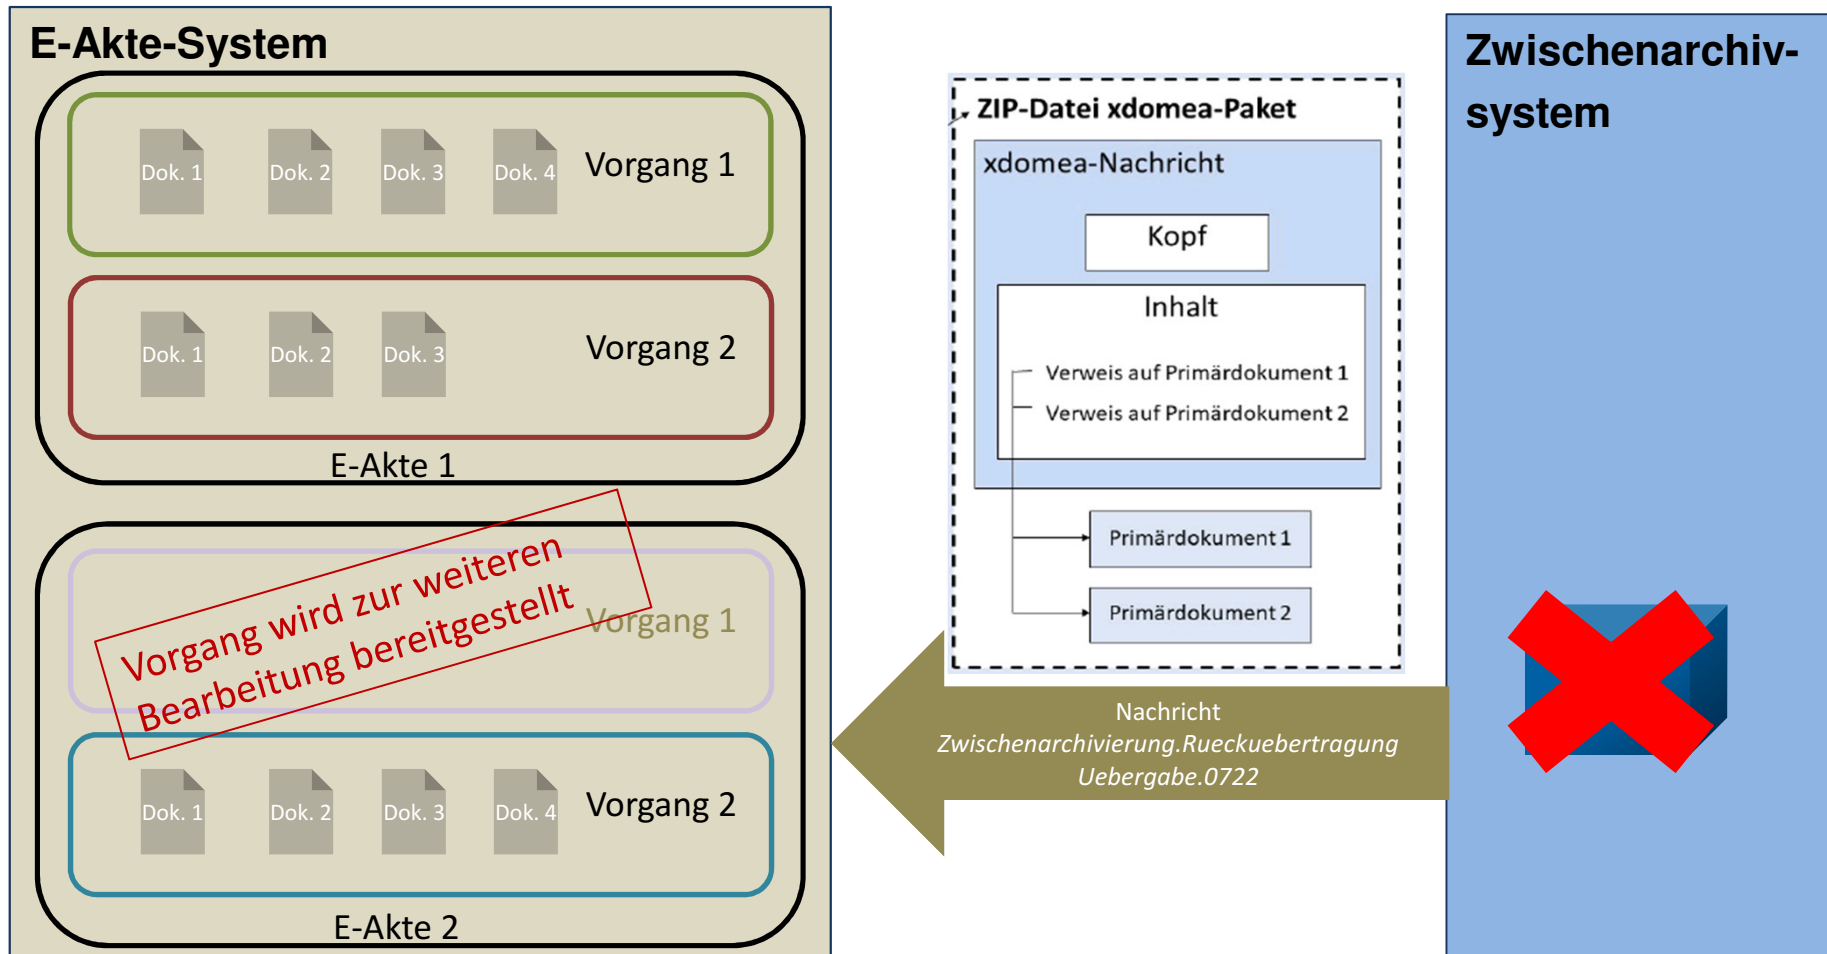 E-Akte-System
Dok. 1
Dok. 2
Dok. 3
Dok. 4
Vorgang 1
Dok. 1
Dok. 2
Dok. 3
Vorgang 2
E-Akte 1
Vorgang wird zur weiteren
Bearbeitung bereitgestellt
Vorgang 1
Dok. 1
Dok. 2
Dok. 3
Dok. 4
Vorgang 2
E-Akte 2
ZIP-Datei xdomea-Paket
xdomea-Nachricht
Kopf
Inhalt
Verweis auf Primärdokument 1
Verweis auf Primärdokument 2
Primärdokument 1
Primärdokument 2
Nachricht
Zwischenarchivierung.Rueckuebertragung
Uebergabe.0722
Zwischenarchiv-
system